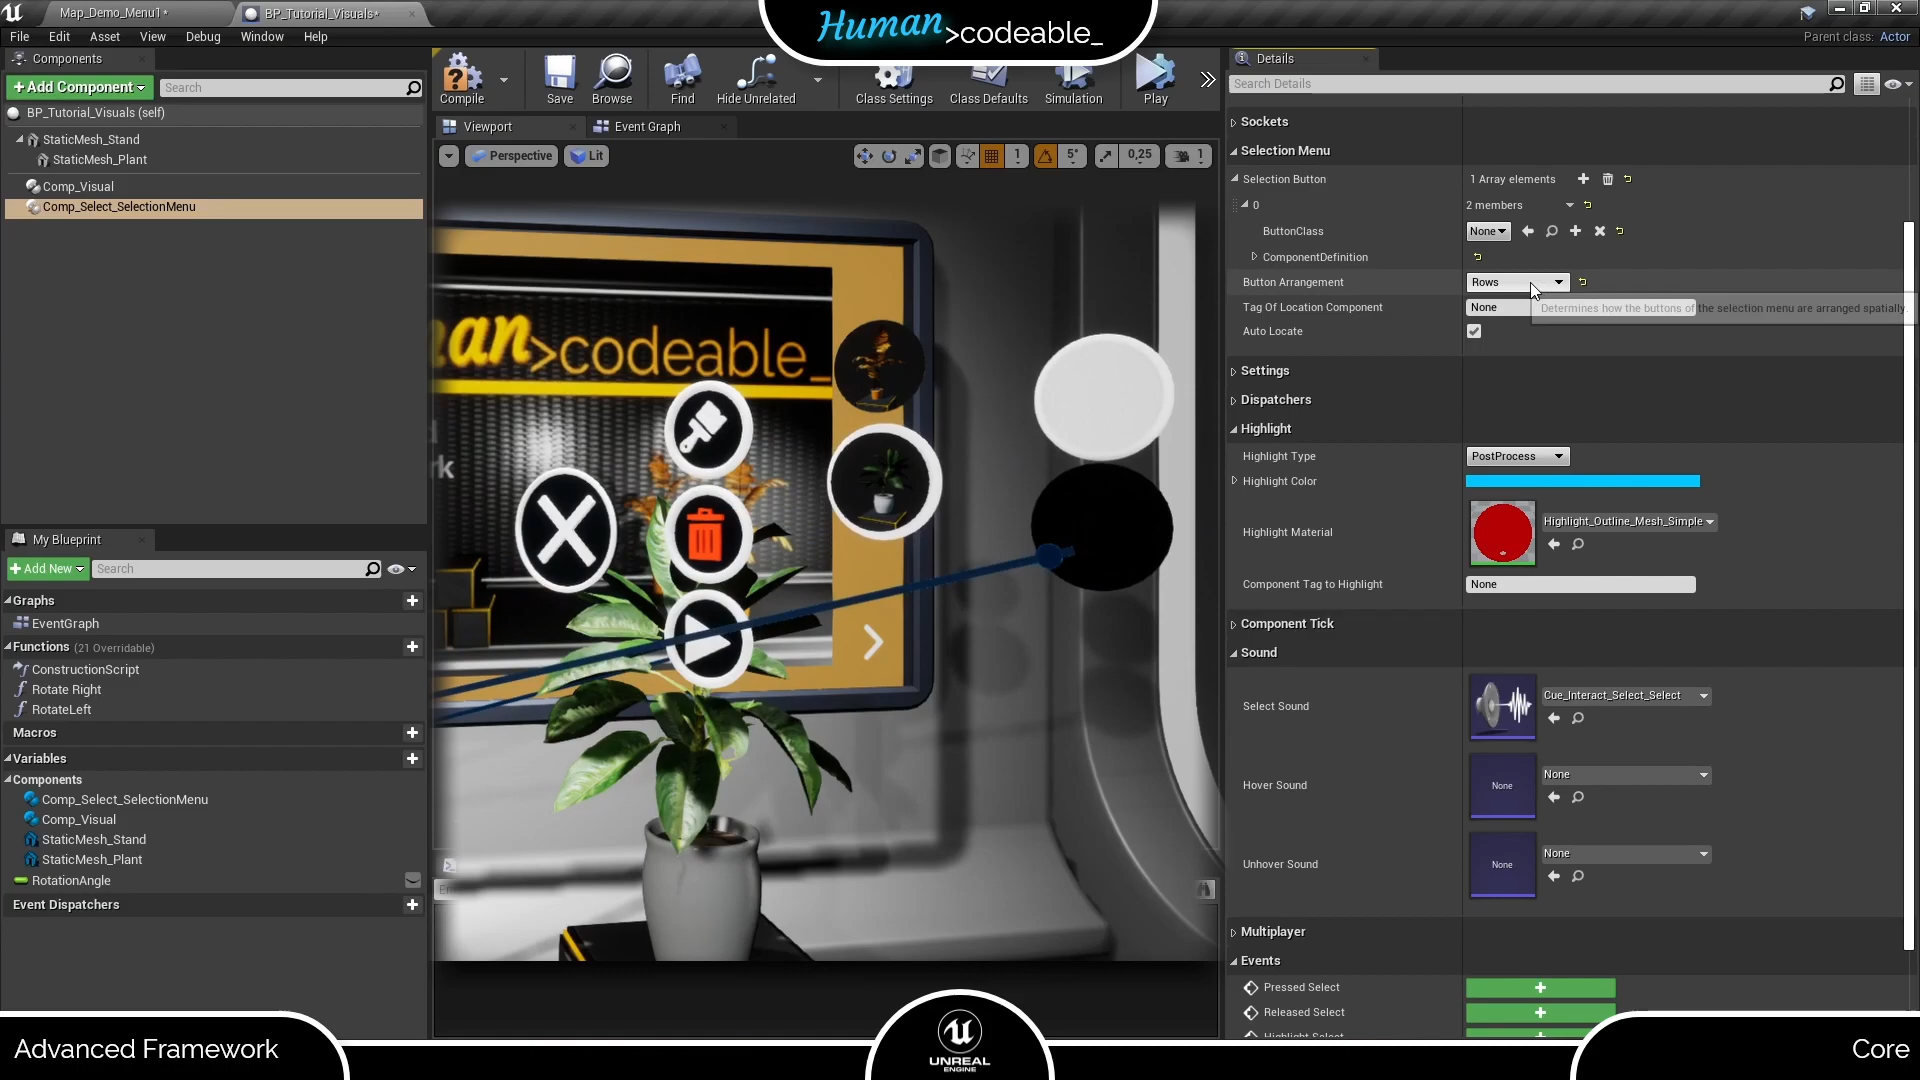 Map_Demo_Menu1*
BP_Tutorial_Visuals*
Human >codeable_
File Edit Asset View Debug Window Help
Parent class: Actor
Components
+Add Component
Search
BP_Tutorial_Visuals (self)
StaticMesh_Stand
StaticMesh_Plant
Comp_Visual
Comp_Select_SelectionMenu
My Blueprint
+Add New
Search
Graphs
EventGraph
Functions (21 Overridable)
ConstructionScript
Rotate Right
RotateLeft
Macros
Variables
Components
Comp_Select_SelectionMenu
Comp_Visual
StaticMesh_Stand
StaticMesh_Plant
RotationAngle
Event Dispatchers
Compile
Save
Browse
Find
Hide Unrelated
Class Settings
Class Defaults
Simulation
Play
Viewport
Event Graph
Perspective
Lit
1
5°
0,25
1
an>codeable_
k
Details
Search Details
Sockets
Selection Menu
Selection Button 1 Array elements
0 2 members
ButtonClass None
ComponentDefinition
Button Arrangement Rows
Tag Of Location Component None
Determines how the buttons of the selection menu are arranged spatially.
Auto Locate
Settings
Dispatchers
Highlight
Highlight Type PostProcess
Highlight Color
Highlight Material Highlight_Outline_Mesh_Simple
Component Tag to Highlight None
Component Tick
Sound
Select Sound Cue_Interact_Select_Select
Hover Sound None None
Unhover Sound None None
Multiplayer
Events
Pressed Select
Released Select
Highlight Select
Advanced Framework
UNREAL
ENGINE
Core